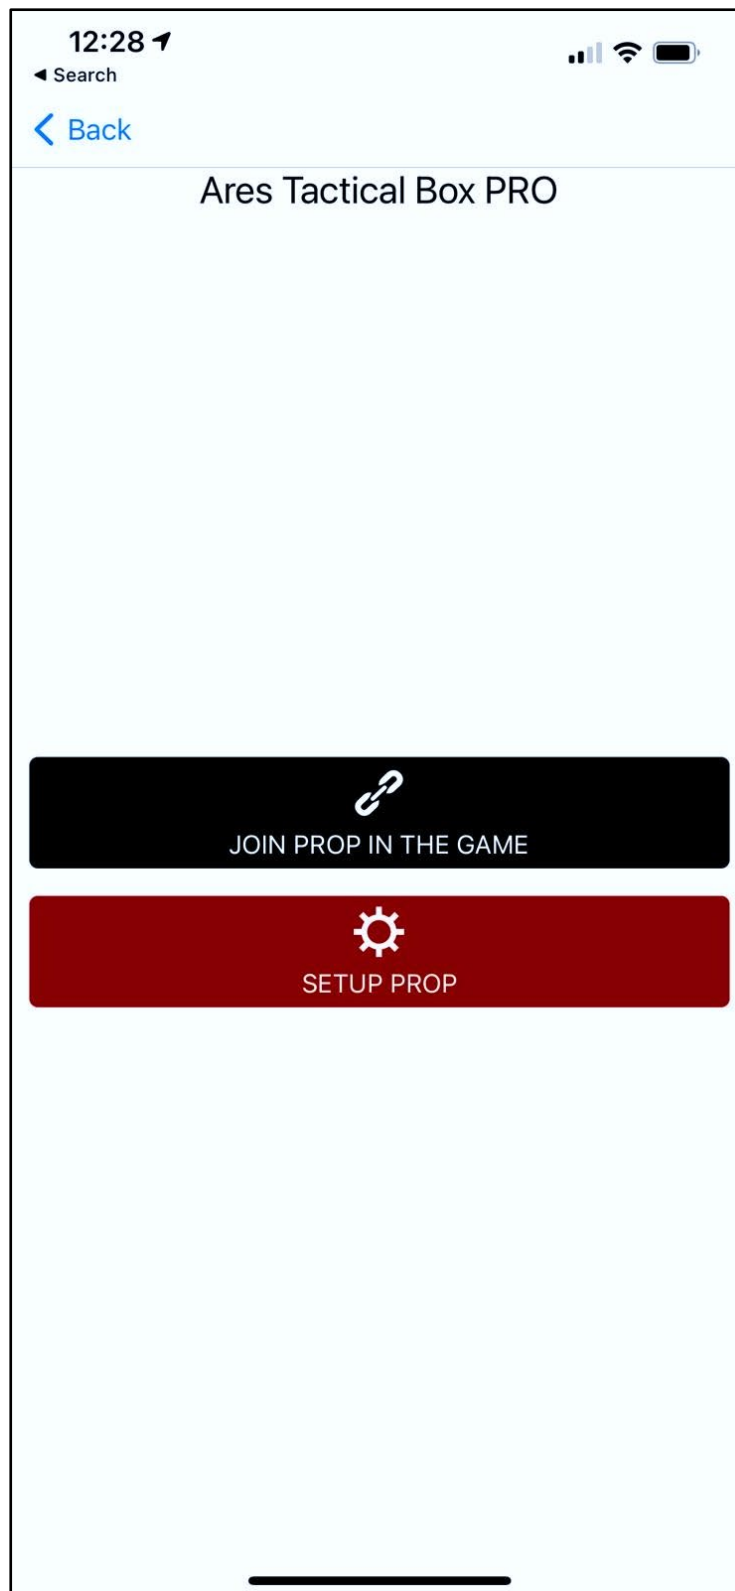 12:28
◀ Search
Back
Ares Tactical Box PRO
JOIN PROP IN THE GAME
SETUP PROP